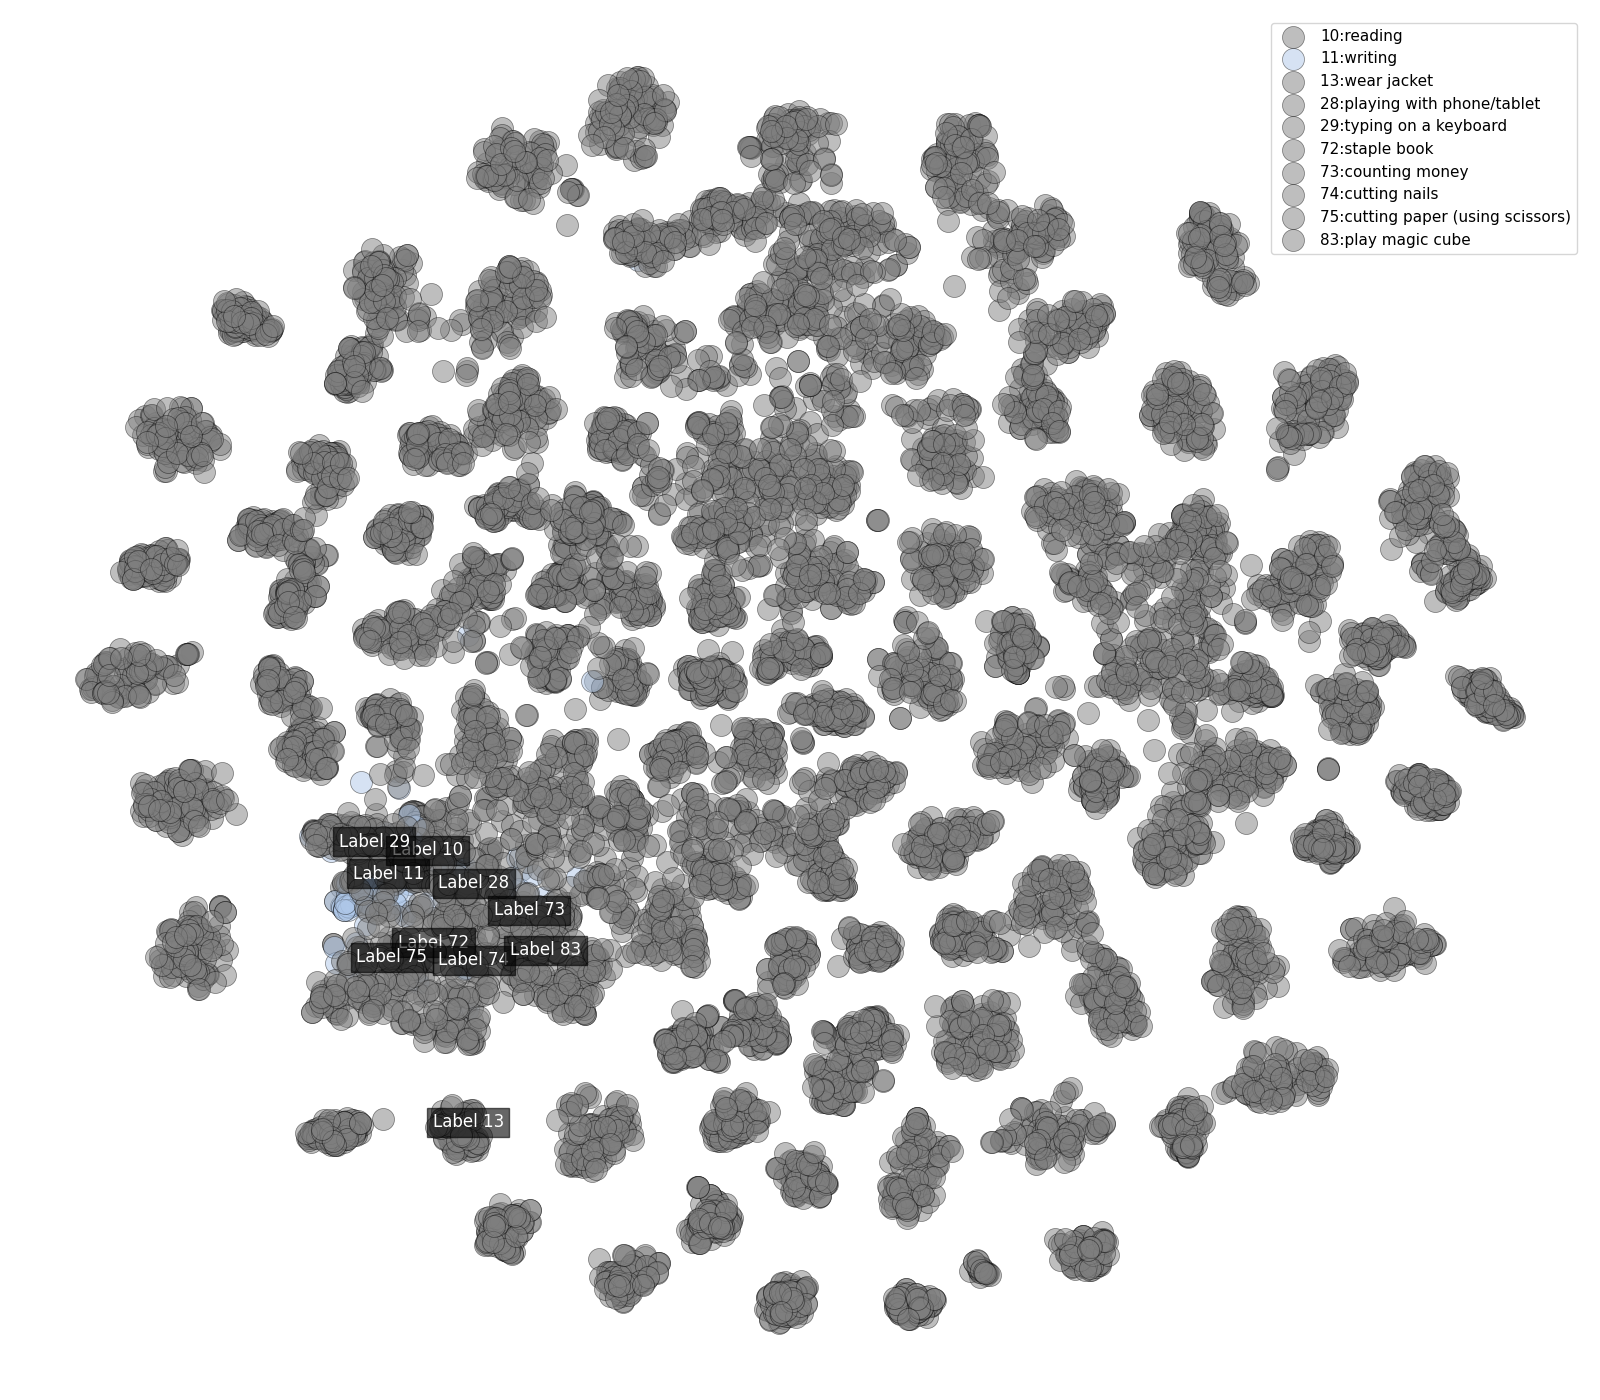 10:reading
11:writing
13:wear jacket
28:playing with phone/tablet
29:typing on a keyboard
72:staple book
73:counting money
74:cutting nails
75:cutting paper (using scissors)
83:play magic cube
Label 29
Label 10
Label 11
Label 28
Label 73
Label 72
Label 83
Label 75
Label 74
Label 13